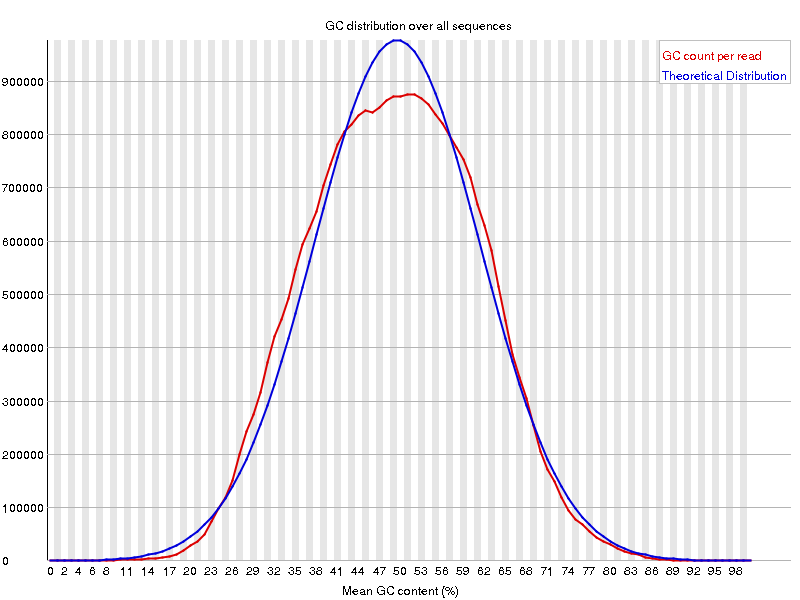 GC distribution over all sequences
GC count per read
Theoretical Distribution
900000
800000
700000
600000
500000
400000
300000
200000
100000
0
0 2 4 6 8 11 14 17 20 23 26 29 32 35 38 41 44 47 50 53 56 59 62 65 68 71 74 77 80 83 86 89 92 95 98
Mean GC content (%)